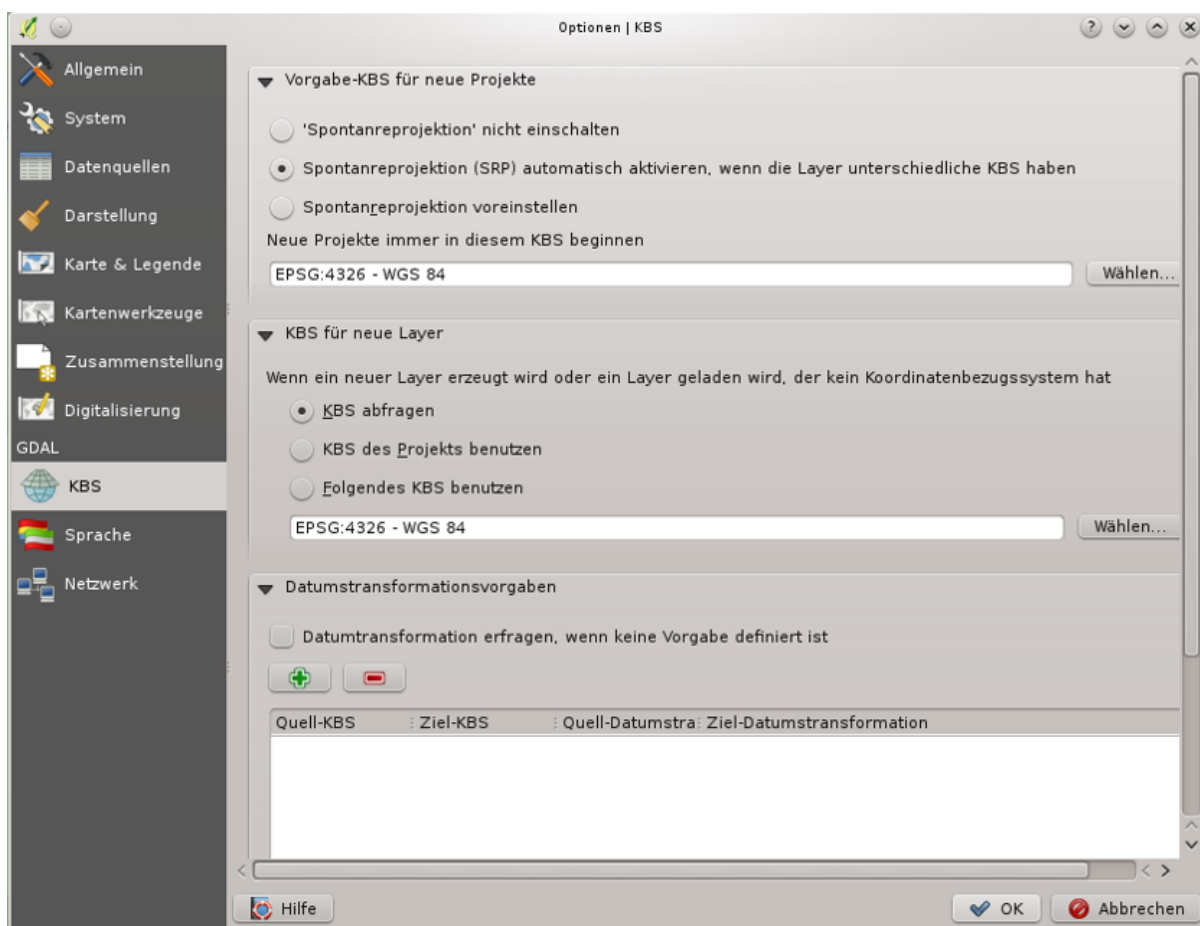 Optionen | KBS
Allgemein
System
Datenquellen
Darstellung
Karte & Legende
Kartenwerkzeuge
Zusammenstellung
Digitalisierung
GDAL
KBS
Sprache
Netzwerk
Vorgabe-KBS für neue Projekte
'Spontanreprojektion' nicht einschalten
Spontanreprojektion (SRP) automatisch aktivieren, wenn die Layer unterschiedliche KBS haben
Spontanreprojektion voreinstellen
Neue Projekte immer in diesem KBS beginnen
EPSG:4326 - WGS 84 Wählen...
KBS für neue Layer
Wenn ein neuer Layer erzeugt wird oder ein Layer geladen wird, der kein Koordinatenbezugssystem hat
KBS abfragen
KBS des Projekts benutzen
Folgendes KBS benutzen
EPSG:4326 - WGS 84 Wählen...
Datumstransformationsvorgaben
Datumtransformation erfragen, wenn keine Vorgabe definiert ist
Quell-KBS Ziel-KBS Quell-Datumstra Ziel-Datumstransformation
Hilfe OK Abbrechen